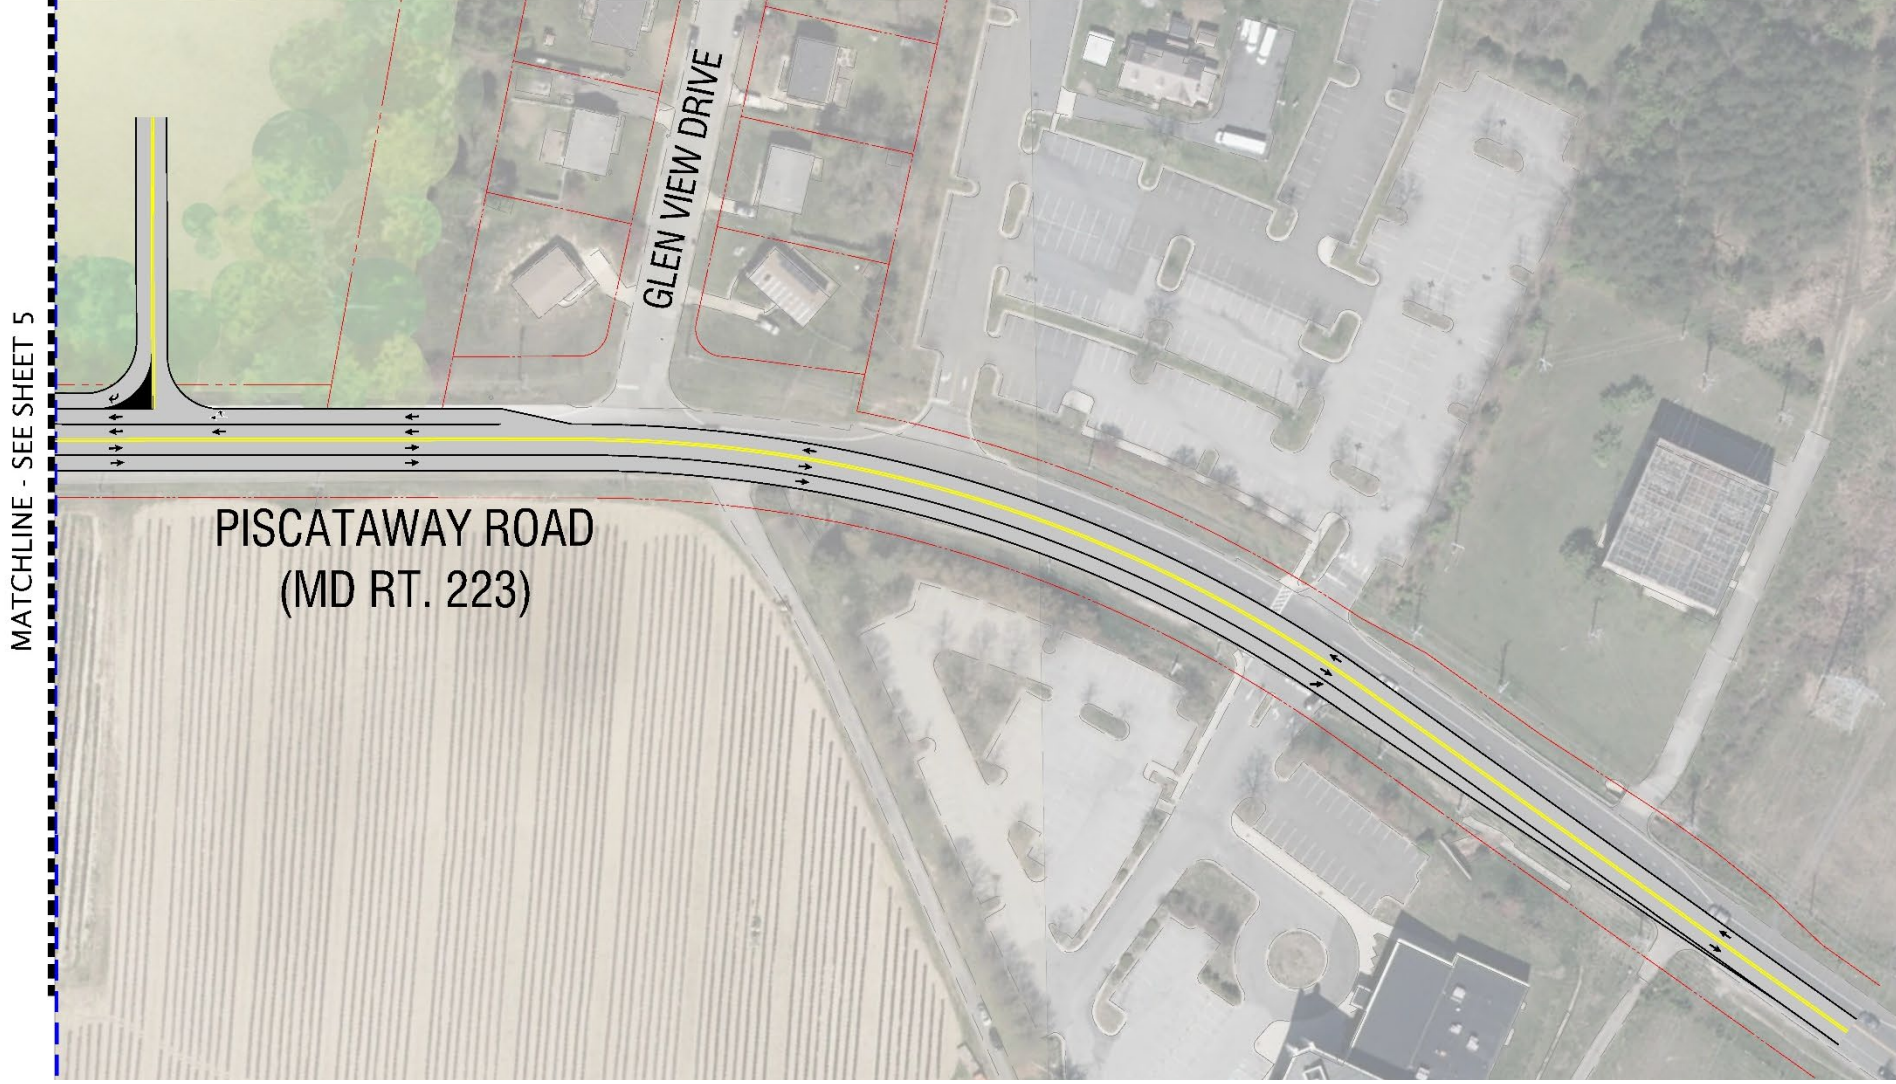 MATCHLINE - SEE SHEET 5
GLEN VIEW DRIVE
PISCATAWAY ROAD
(MD RT. 223)